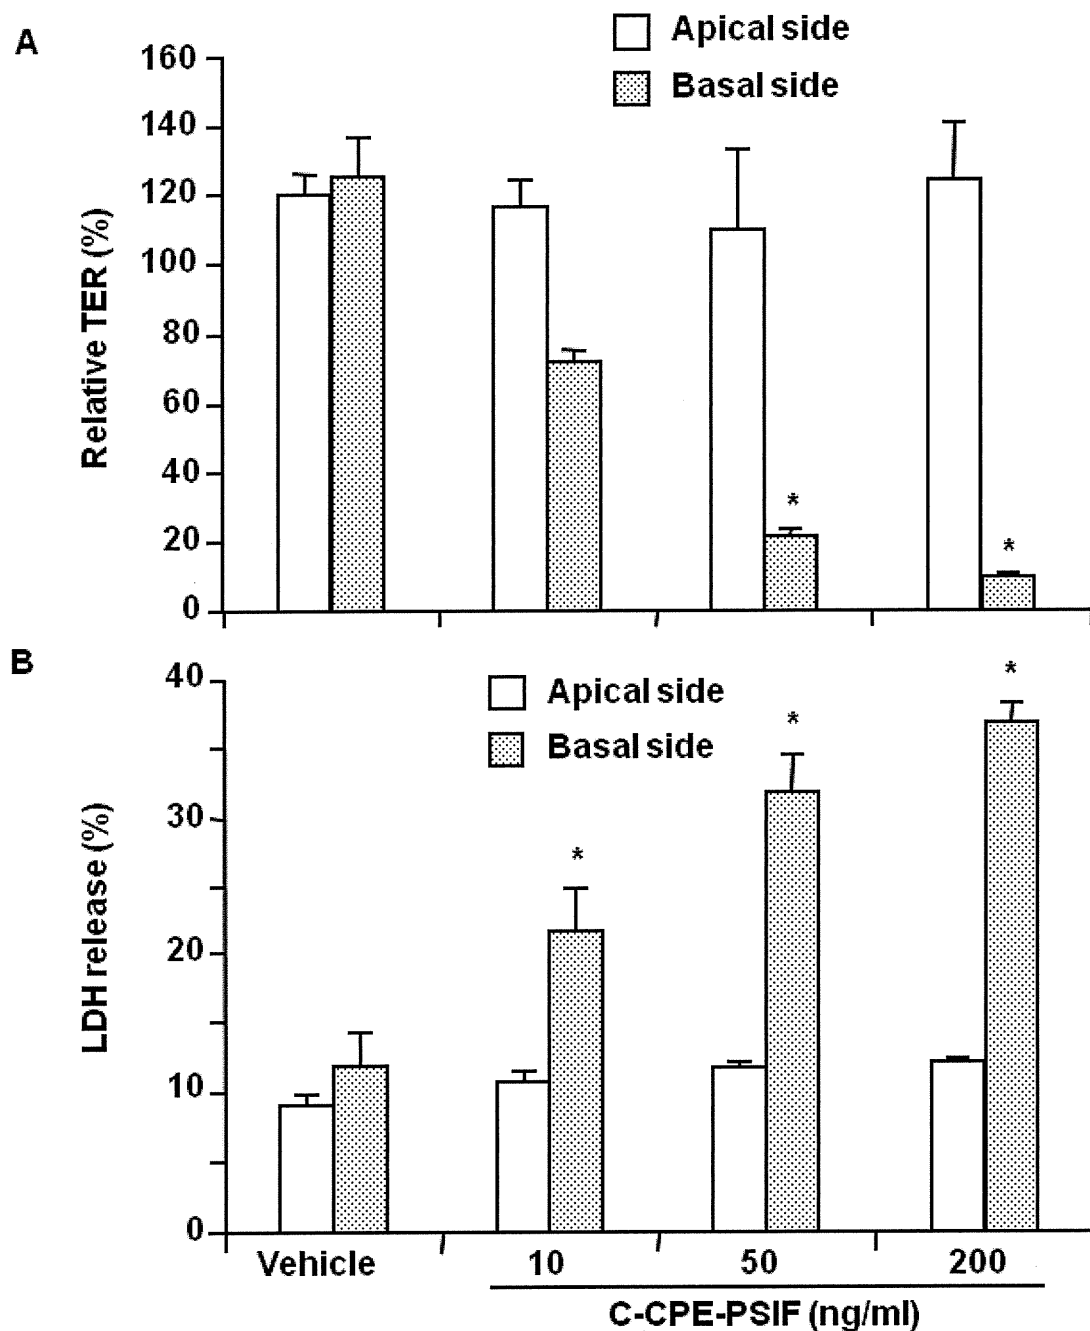 A
Apical side
Basal side
160
140
120
100
80
60
40
20
0
Relative TER (%)
*
*
B
Apical side
Basal side
40
30
20
10
0
LDH release (%)
*
*
*
Vehicle 10 50 200
C-CPE-PSIF (ng/ml)